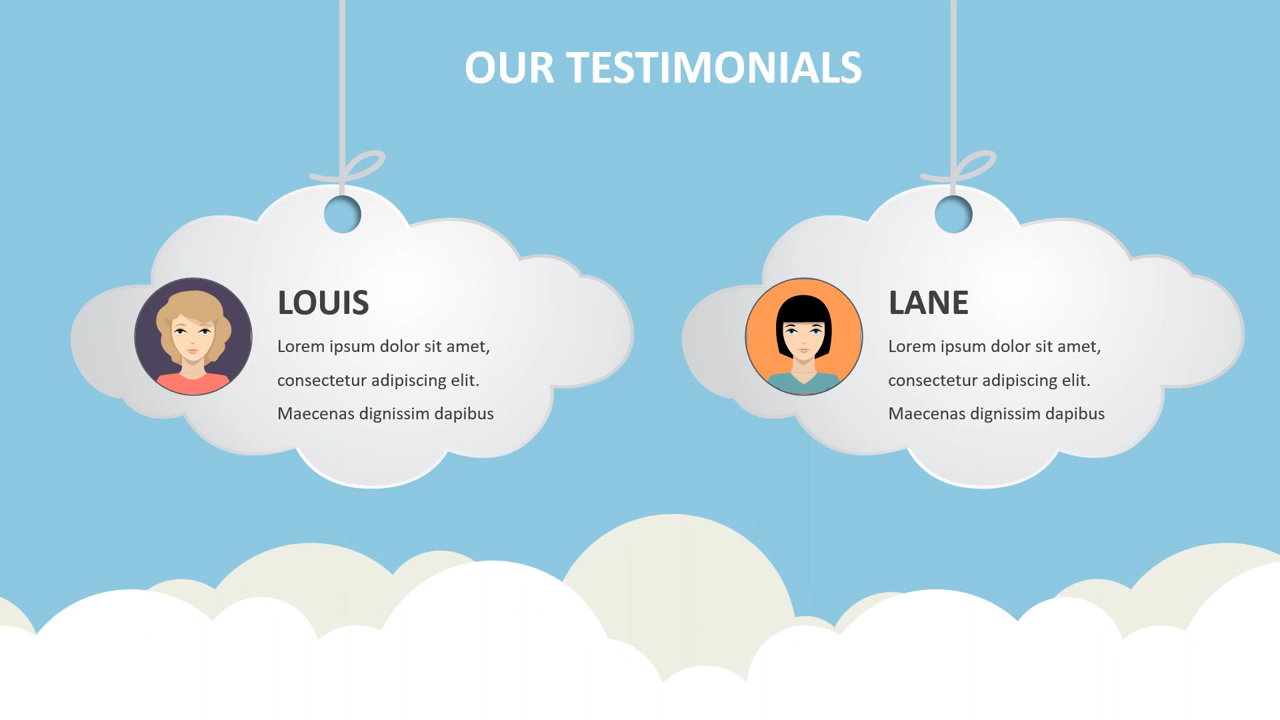 OUR TESTIMONIALS
LOUIS
Lorem ipsum dolor sit amet,
consectetur adipiscing elit.
Maecenas dignissim dapibus
LANE
Lorem ipsum dolor sit amet,
consectetur adipiscing elit.
Maecenas dignissim dapibus